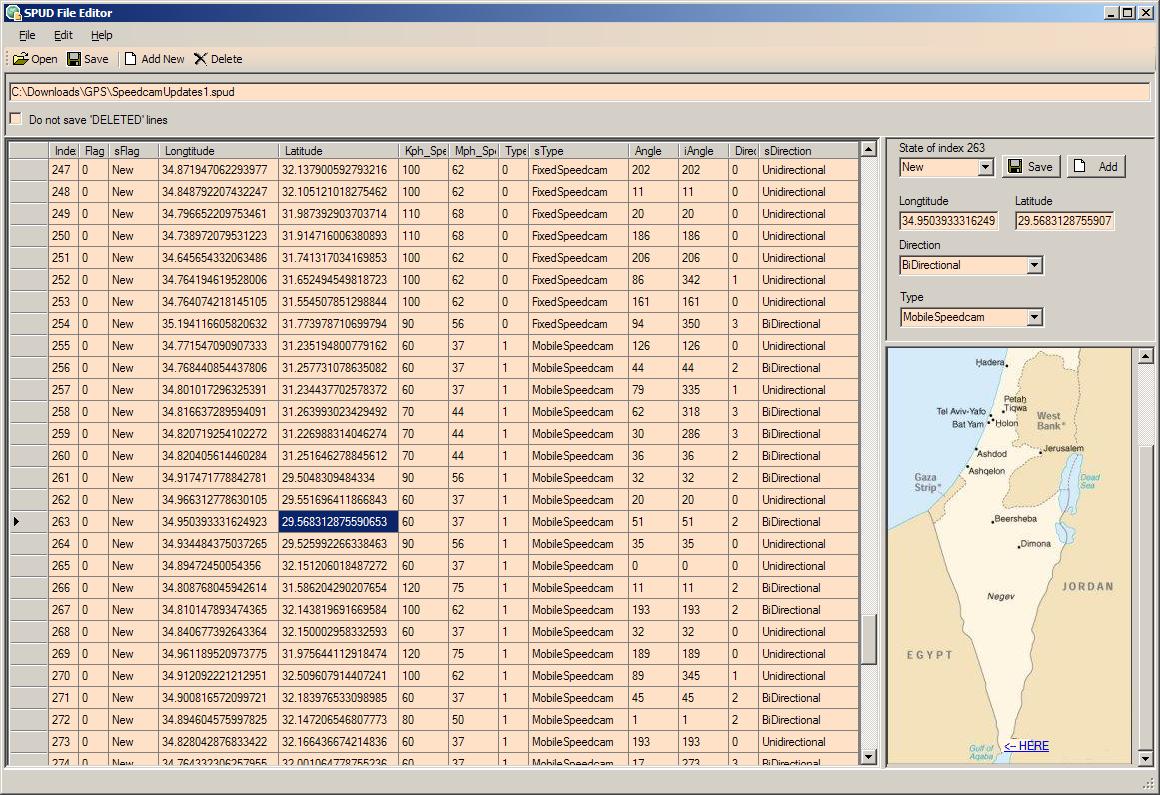 SPUD File Editor
File Edit Help
Open Save Add New Delete
C:\Downloads\GPS\SpeedcamUpdates1.spud
Do not save 'DELETED' lines
Inde Flag sFlag Longtitude Latitude Kph_Spe Mph_Spe Type sType Angle iAngle Direc sDirection
247 0 New 34.871947062293977 32.137900592793216 100 62 0 FixedSpeedcam 202 202 0 Unidirectional
248 0 New 34.848792207432247 32.105121018275462 100 62 0 FixedSpeedcam 11 11 0 Unidirectional
249 0 New 34.796652209753461 31.987392903703714 110 68 0 FixedSpeedcam 20 20 0 Unidirectional
250 0 New 34.738972079531223 31.914716006380893 110 68 0 FixedSpeedcam 186 186 0 Unidirectional
251 0 New 34.645654332063486 31.741317034169853 100 62 0 FixedSpeedcam 206 206 0 Unidirectional
252 0 New 34.764194619528006 31.652494549818723 100 62 0 FixedSpeedcam 86 342 1 Unidirectional
253 0 New 34.764074218145105 31.554507851298844 100 62 0 FixedSpeedcam 161 161 0 Unidirectional
254 0 New 35.194116605820632 31.773978710699794 90 56 0 FixedSpeedcam 94 350 3 BiDirectional
255 0 New 34.771547090907333 31.235194800779162 60 37 1 MobileSpeedcam 126 126 0 Unidirectional
256 0 New 34.768440854437806 31.257731078635082 60 37 1 MobileSpeedcam 44 44 2 BiDirectional
257 0 New 34.801017296325391 31.234437702578372 60 37 1 MobileSpeedcam 79 335 1 Unidirectional
258 0 New 34.816637289594091 31.263993023429492 70 44 1 MobileSpeedcam 62 318 3 BiDirectional
259 0 New 34.820719254102272 31.226988314046274 70 44 1 MobileSpeedcam 30 286 3 BiDirectional
260 0 New 34.820405614460284 31.251646278845612 70 44 1 MobileSpeedcam 36 36 2 BiDirectional
261 0 New 34.917471778842781 29.5048309484334 90 56 1 MobileSpeedcam 32 32 2 BiDirectional
262 0 New 34.966312778630105 29.551696411866843 60 37 1 MobileSpeedcam 20 20 0 Unidirectional
263 0 New 34.950393331624923 29.568312875590653 60 37 1 MobileSpeedcam 51 51 2 BiDirectional
264 0 New 34.934484375037265 29.525992266338463 90 56 1 MobileSpeedcam 35 35 0 Unidirectional
265 0 New 34.89472450054356 32.151206018487272 60 37 1 MobileSpeedcam 0 0 0 Unidirectional
266 0 New 34.808768045942614 31.586204290207654 120 75 1 MobileSpeedcam 11 11 2 BiDirectional
267 0 New 34.810147893474365 32.143819691669584 100 62 1 MobileSpeedcam 193 193 2 BiDirectional
268 0 New 34.840677392643364 32.150002958332593 60 37 1 MobileSpeedcam 32 32 0 Unidirectional
269 0 New 34.961189520973775 31.975644112918474 120 75 1 MobileSpeedcam 189 189 0 Unidirectional
270 0 New 34.912092221212951 32.509607914407241 100 62 1 MobileSpeedcam 89 345 1 Unidirectional
271 0 New 34.900816572099721 32.183976533098985 60 37 1 MobileSpeedcam 45 45 2 BiDirectional
272 0 New 34.894604575997825 32.147206546807773 80 50 1 MobileSpeedcam 1 1 2 BiDirectional
273 0 New 34.828042876833422 32.166436674214836 60 37 1 MobileSpeedcam 193 193 0 Unidirectional
274 0 New 34.764332306257955 32.001064778755236 60 37 1 MobileSpeedcam 17 273 3 BiDirectional
State of index 263
New Save Add
Longtitude Latitude
34.9503933316249 29.5683128755907
Direction
BiDirectional
Type
MobileSpeedcam
Hadera
Petah
Tiqwa
Tel Aviv-Yafo
Bat Yam Holon
West
Bank*
Jerusalem
Ashdod
Ashqelon
Gaza
Strip*
Dead
Sea
Beersheba
Dimona
JORDAN
Negev
EGYPT
Gulf of
Aqaba
<-- HERE